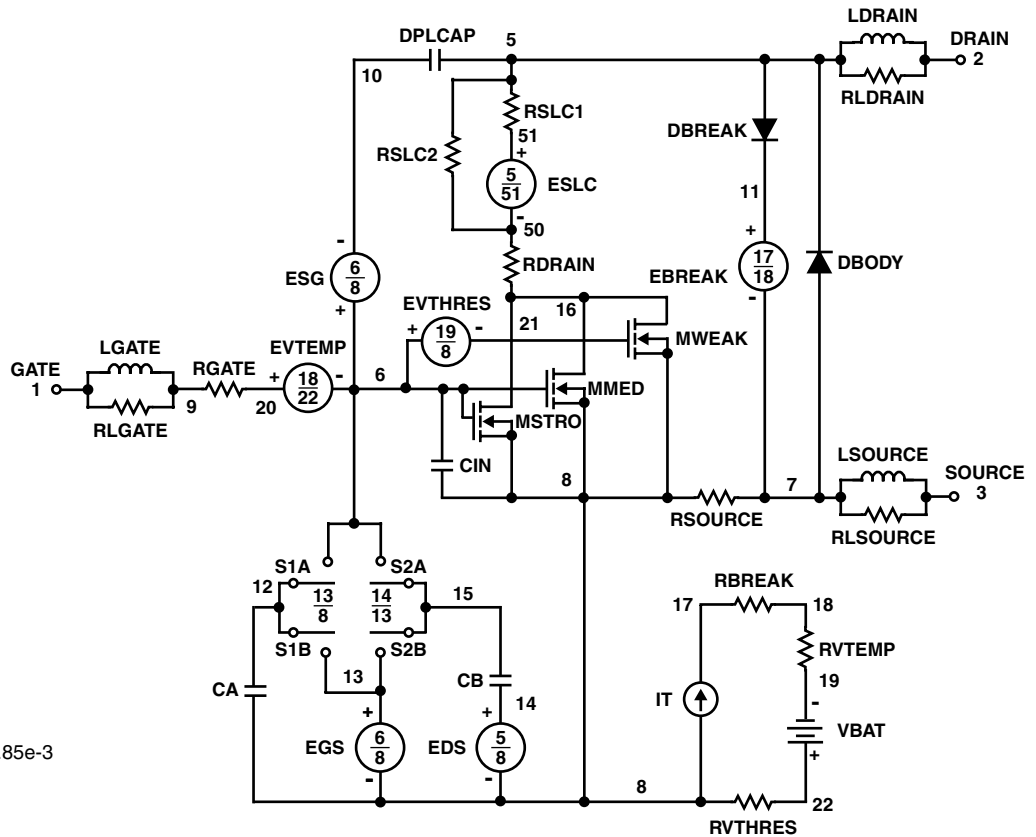 LDRAIN
DPLCAP 5 DRAIN
10 2
RLDRAIN
RSLC1
DBREAK
51
RSLC2 +
5
51
ESLC
11
-
50
- +
RDRAIN
17
18
EBREAK DBODY
6
8
ESG
EVTHRES 16 -
+ 21
+ 19
8
-
MWEAK
LGATE EVTEMP
GATE RGATE
1
+ 18
22
- 6 MMED
9 20
RLGATE
MSTRO
LSOURCE
CIN 8 7 SOURCE
3
RSOURCE
RLSOURCE
S1A S2A
12 RBREAK
13
8
14
13
15 17 18
S1B S2B
RVTEMP
13 CB 19
CA 14 IT -
+ + VBAT
EGS 6
8
EDS 5
8
+
.85e-3
- - 8 22
RVTHRES